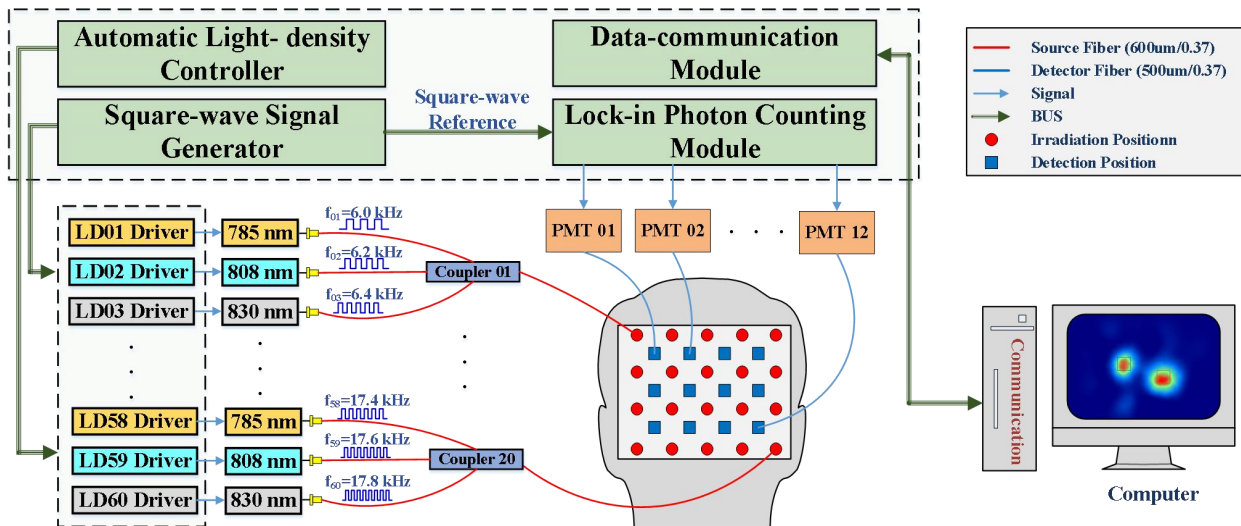 Automatic Light- density
Controller
Data-communication
Module
Square-wave Signal
Generator
Square-wave
Reference
Lock-in Photon Counting
Module
Source Fiber (600um/0.37)
Detector Fiber (500um/0.37)
Signal
BUS
Irradiation Positionn
Detection Position
LD01 Driver
785 nm
f01=6.0 kHz
LD02 Driver
808 nm
f02=6.2 kHz
LD03 Driver
830 nm
f03=6.4 kHz
Coupler 01
PMT 01
PMT 02
. . .
PMT 12
LD58 Driver
785 nm
f58=17.4 kHz
LD59 Driver
808 nm
f59=17.6 kHz
LD60 Driver
830 nm
f60=17.8 kHz
Coupler 20
Communication
Computer